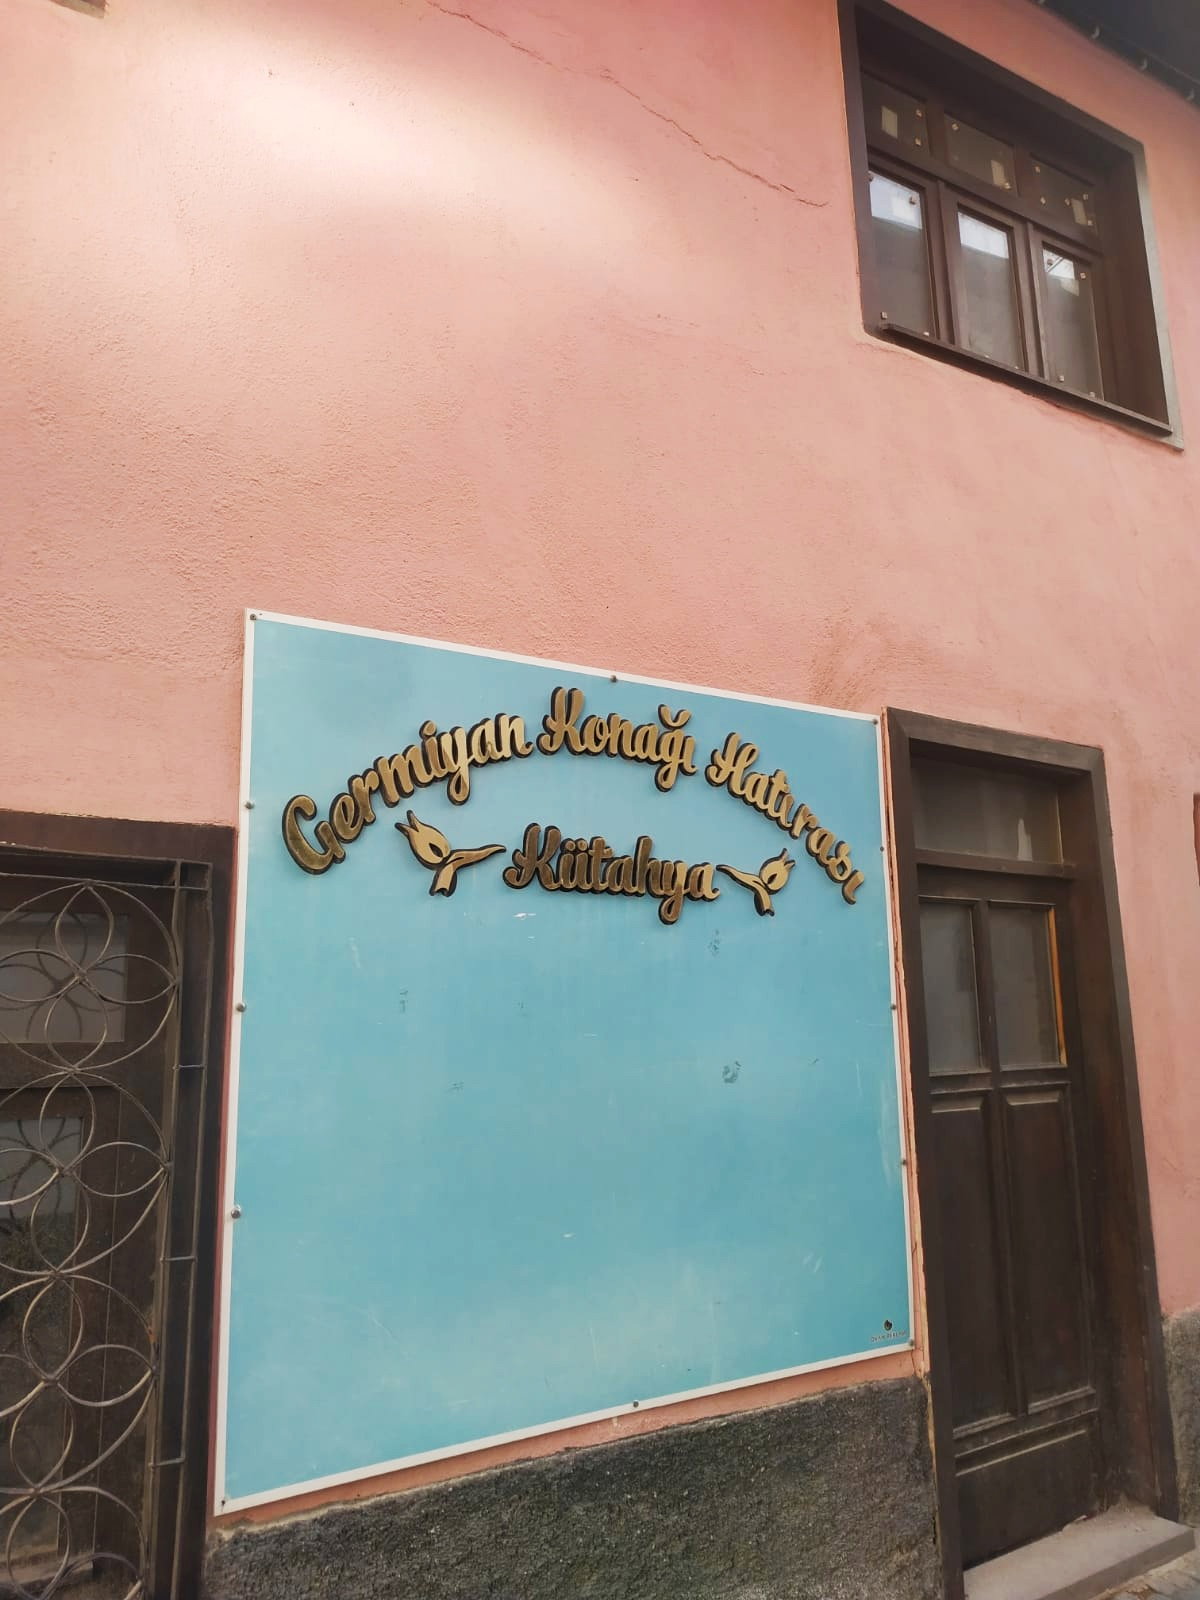 Germiyan Konağı Hatırası
Kütahya